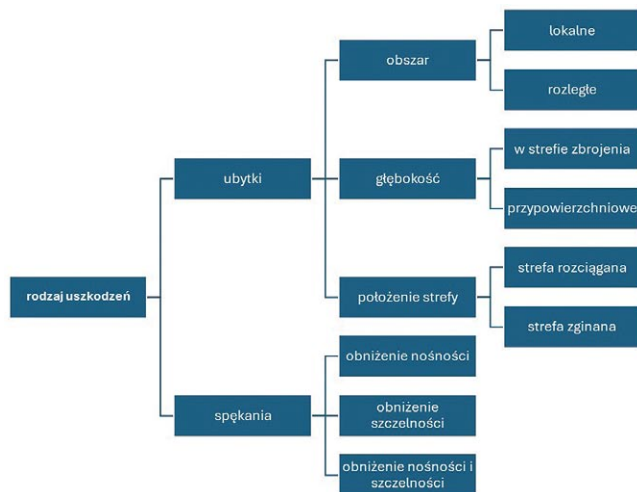 lokalne
obszar
rozległe
w strefie zbrojenia
ubytki
głębokość
przypowierzchniowe
strefa rozciągana
rodzaj uszkodzeń
położenie strefy
strefa zginana
obniżenie nośności
spękania
obniżenie
szczelności
obniżenie nośności i
szczelności